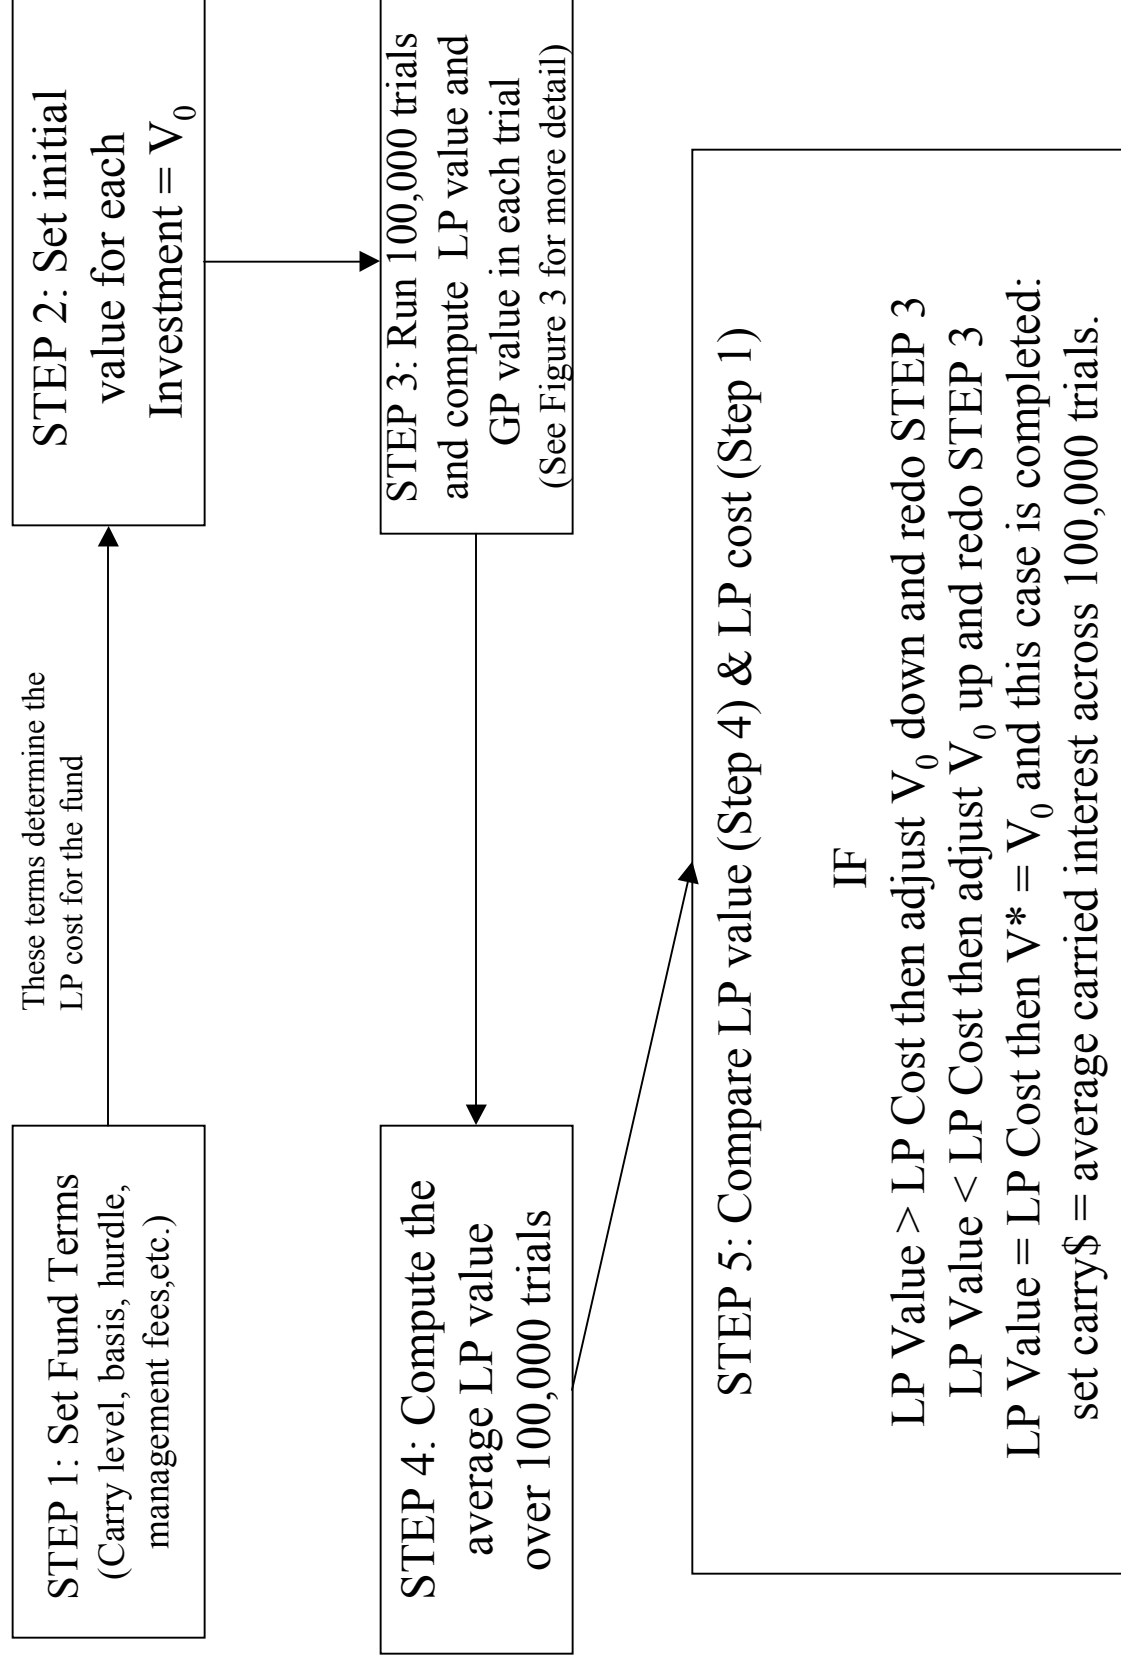 STEP 1: Set Fund Terms
(Carry level, basis, hurdle,
management fees,etc.)
These terms determine the
LP cost for the fund
STEP 2: Set initial
value for each
Investment = V₀
STEP 3: Run 100,000 trials
and compute LP value and
GP value in each trial
(See Figure 3 for more detail)
STEP 4: Compute the
average LP value
over 100,000 trials
STEP 5: Compare LP value (Step 4) & LP cost (Step 1)
IF
LP Value > LP Cost then adjust V₀ down and redo STEP 3
LP Value < LP Cost then adjust V₀ up and redo STEP 3
LP Value = LP Cost then V* = V₀ and this case is completed:
set carry$ = average carried interest across 100,000 trials.